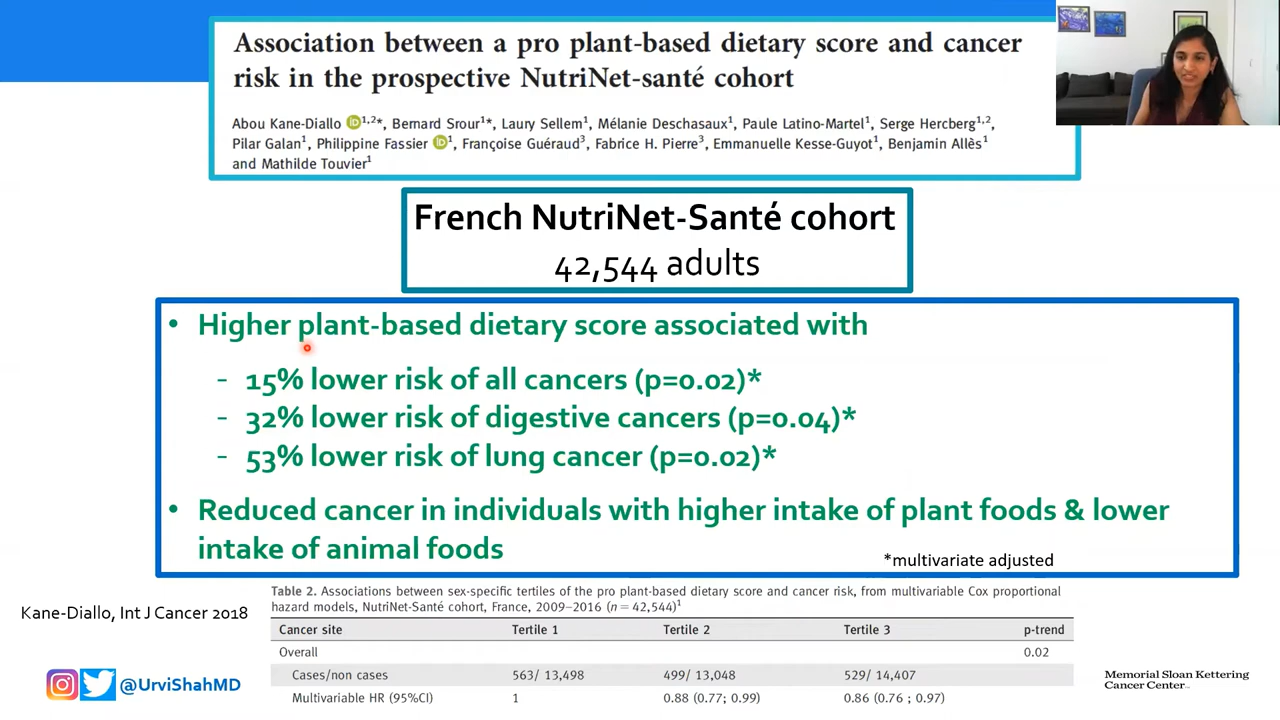 Association between a pro plant-based dietary score and cancer
risk in the prospective NutriNet-santé cohort
Abou Kane-Diallo iD1,2*, Bernard Srour1*, Laury Sellem1, Mélanie Deschasaux1, Paule Latino-Martel1, Serge Hercberg1,2,
Pilar Galan1, Philippine Fassier iD1, Françoise Guéraud3, Fabrice H. Pierre3, Emmanuelle Kesse-Guyot1, Benjamin Allès1
and Mathilde Touvier1
French NutriNet-Santé cohort
42,544 adults
• Higher plant-based dietary score associated with
- 15% lower risk of all cancers (p=0.02)*
- 32% lower risk of digestive cancers (p=0.04)*
- 53% lower risk of lung cancer (p=0.02)*
• Reduced cancer in individuals with higher intake of plant foods & lower
intake of animal foods
*multivariate adjusted
Kane-Diallo, Int J Cancer 2018
Table 2. Associations between sex-specific tertiles of the pro plant-based dietary score and cancer risk, from multivariable Cox proportional
hazard models, NutriNet-Santé cohort, France, 2009–2016 (n = 42,544)1
Cancer site Tertile 1 Tertile 2 Tertile 3 p-trend
Overall 0.02
Cases/non cases 563/ 13,498 499/ 13,048 529/ 14,407
Multivariable HR (95%CI) 1 0.88 (0.77; 0.99) 0.86 (0.76 ; 0.97)
@UrviShahMD
Memorial Sloan Kettering
Cancer Center